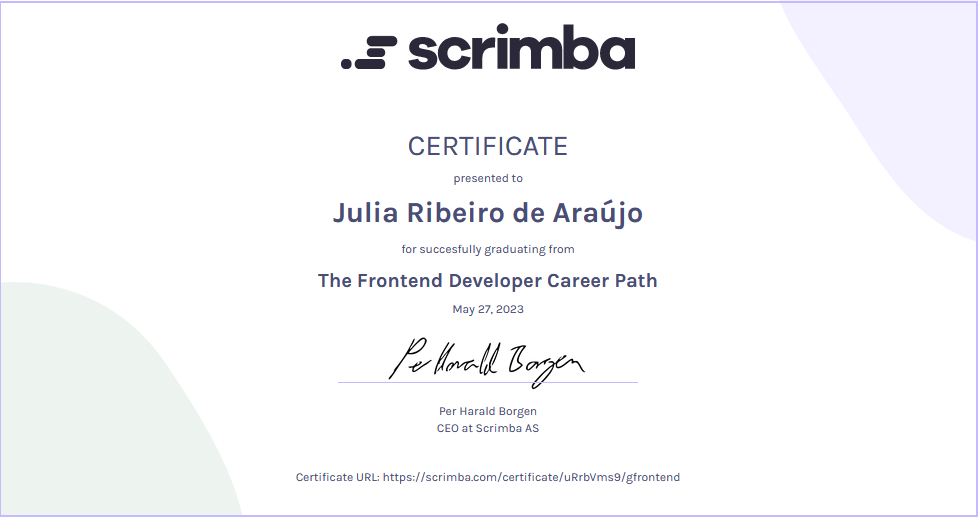 scrimba
CERTIFICATE
presented to
Julia Ribeiro de Araújo
for succesfully graduating from
The Frontend Developer Career Path
May 27, 2023
Per Harald Borgen
Per Harald Borgen
CEO at Scrimba AS
Certificate URL: https://scrimba.com/certificate/uRrbVms9/gfrontend